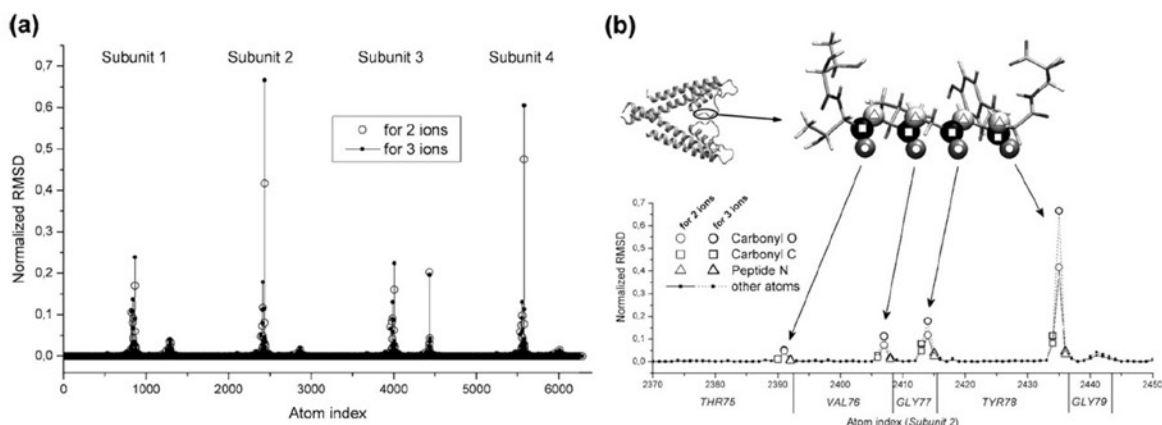 (a)
Subunit 1 Subunit 2 Subunit 3 Subunit 4
0,7
0,6
0,5
0,4
0,3
0,2
0,1
0,0
Normalized RMSD
for 2 ions
for 3 ions
0 1000 2000 3000 4000 5000 6000
Atom index
(b)
0,7
0,6
0,5
0,4
0,3
0,2
0,1
0,0
Normalized RMSD
for 2 ions
for 3 ions
Carbonyl O
Carbonyl C
Peptide N
other atoms
2370 2380 2390 2400 2410 2420 2430 2440 2450
THR75 VAL76 GLY77 TYR78 GLY79
Atom index (Subunit 2)